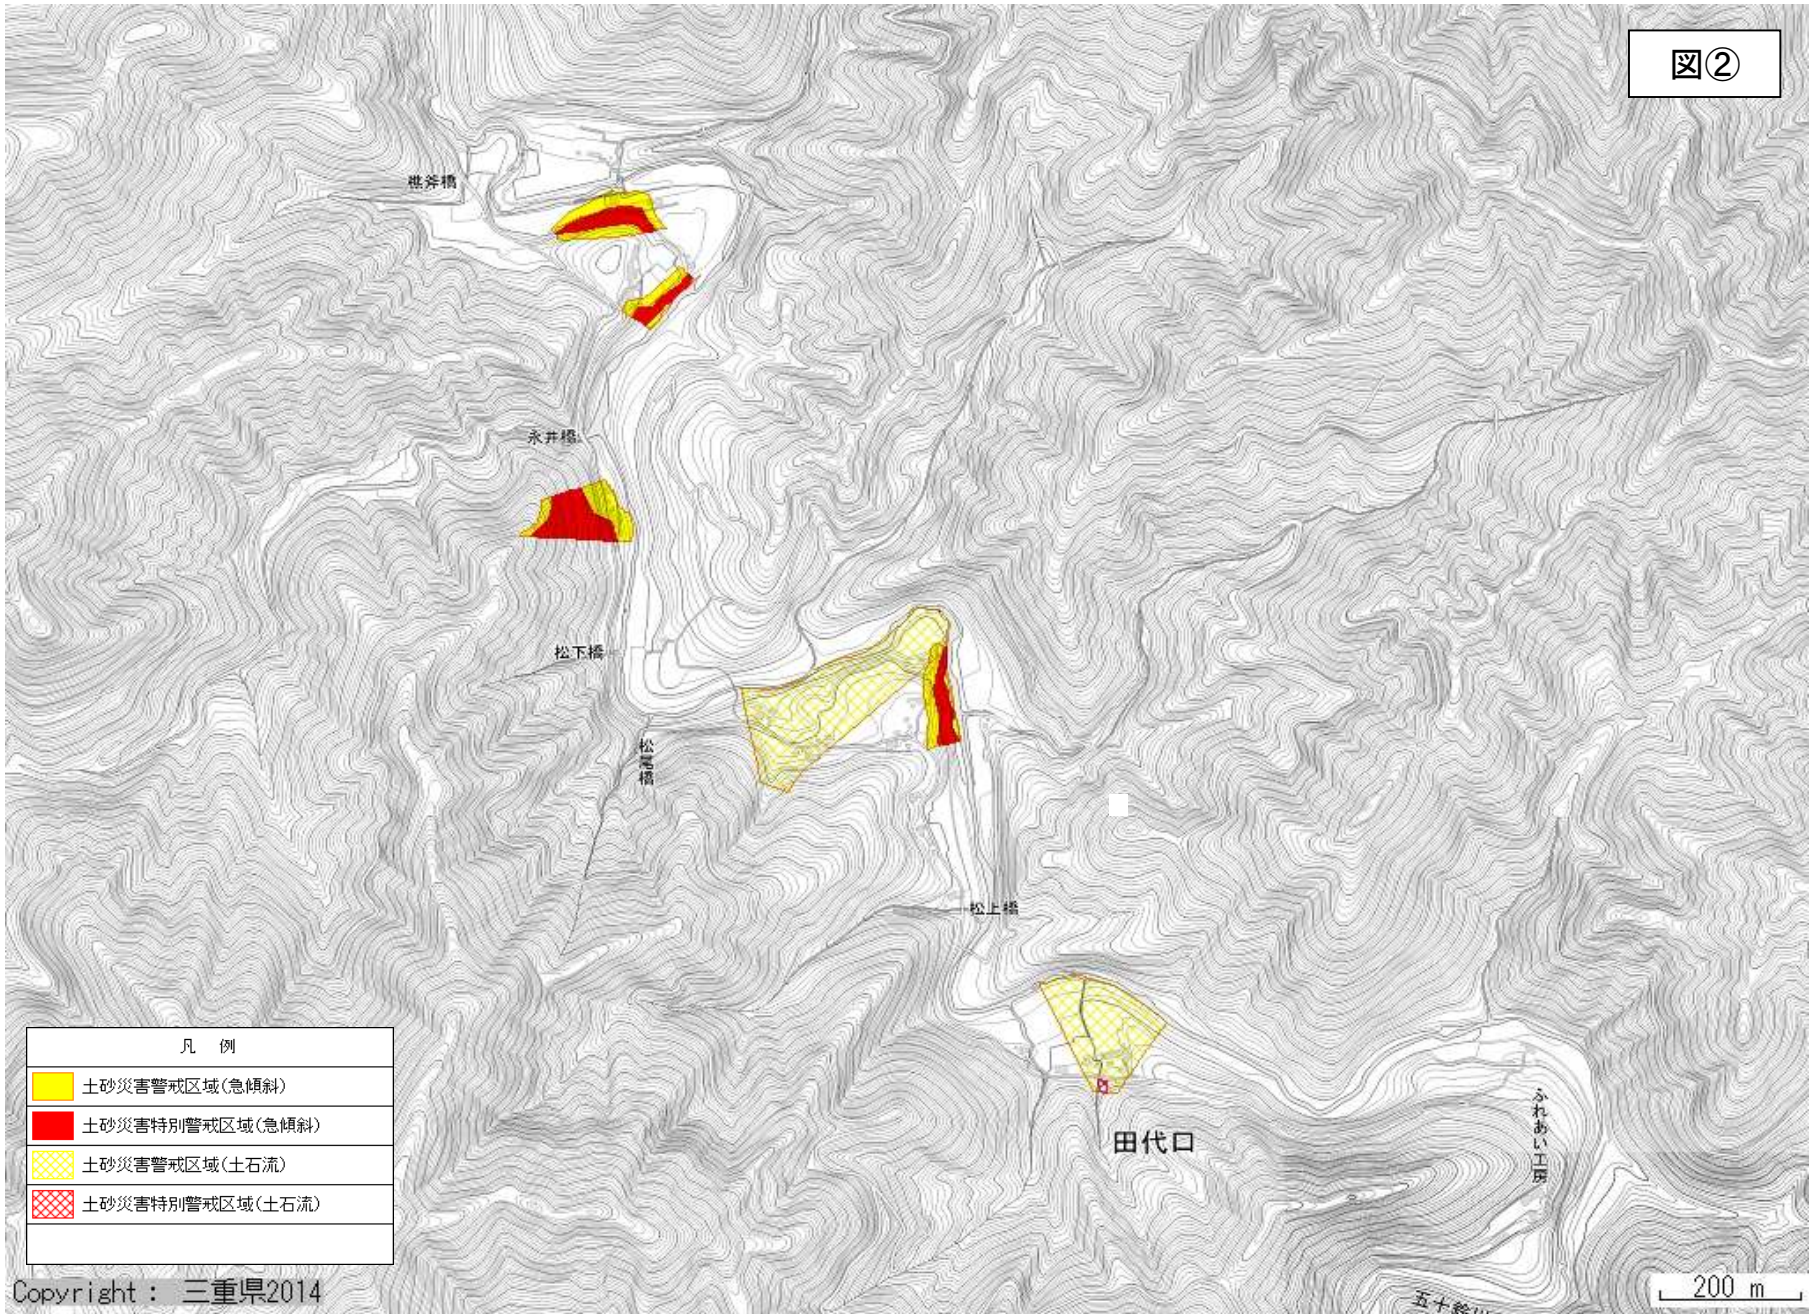 図②
樵斧橋
永井橋
松下橋
松尾橋
松上橋
田代口
ふれあい工房
凡 例
土砂災害警戒区域(急傾斜)
土砂災害特別警戒区域(急傾斜)
土砂災害警戒区域(土石流)
土砂災害特別警戒区域(土石流)
Copyright : 三重県2014
200 m